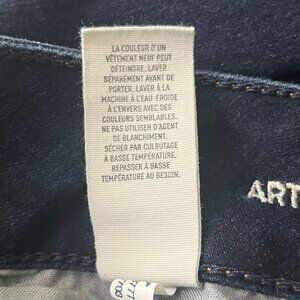 LA COULEUR D'UN
VÊTEMENT NEUF PEUT
DÉTEINDRE, LAVER
SÉPARÉMENT AVANT DE
PORTER, LAVER À LA
MACHINE À L'EAU FROIDE
À L'ENVERS AVEC DES
COULEURS SEMBLABLES.
NE PAS UTILISER D'AGENT
DE BLANCHIMENT.
SÉCHER PAR CULBUTAGE
À BASSE TEMPÉRATURE.
REPASSER À BASSE
TEMPÉRATURE AU BESOIN.
ART